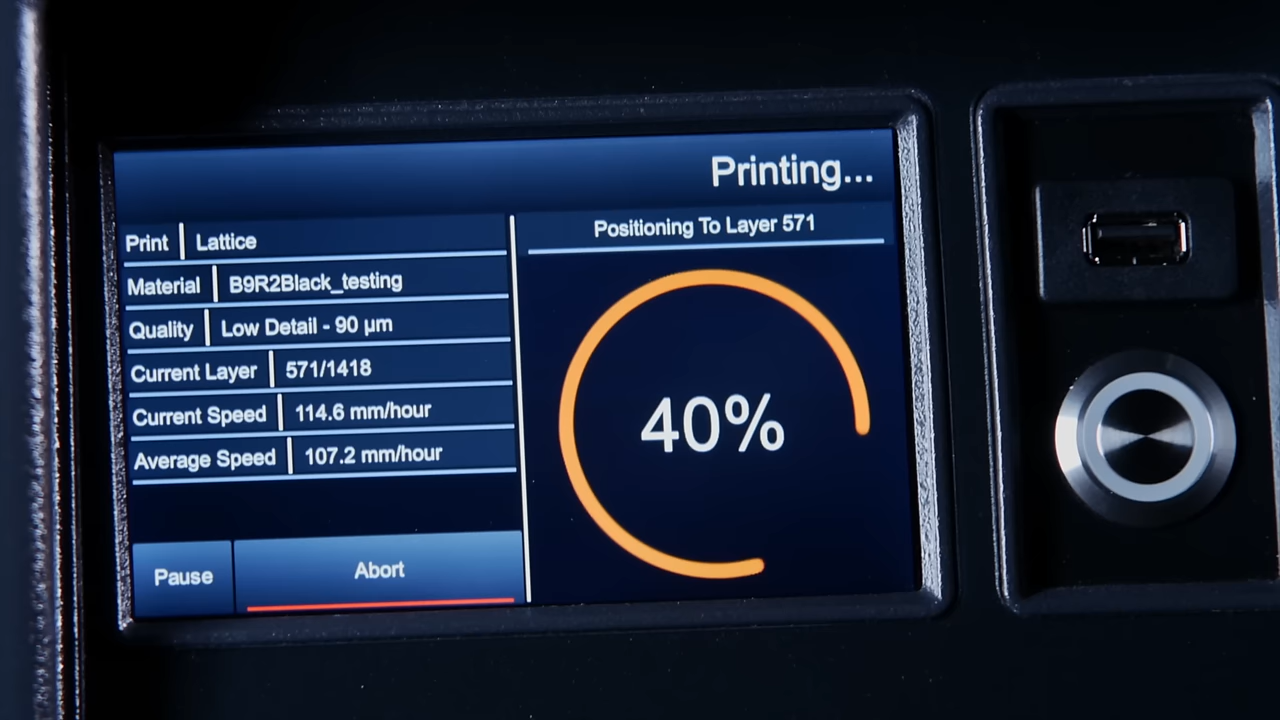 Printing...
Print | Lattice
Material | B9R2Black_testing
Quality | Low Detail - 90 µm
Current Layer | 571/1418
Current Speed | 114.6 mm/hour
Average Speed | 107.2 mm/hour
Pause
Abort
Positioning To Layer 571
40%